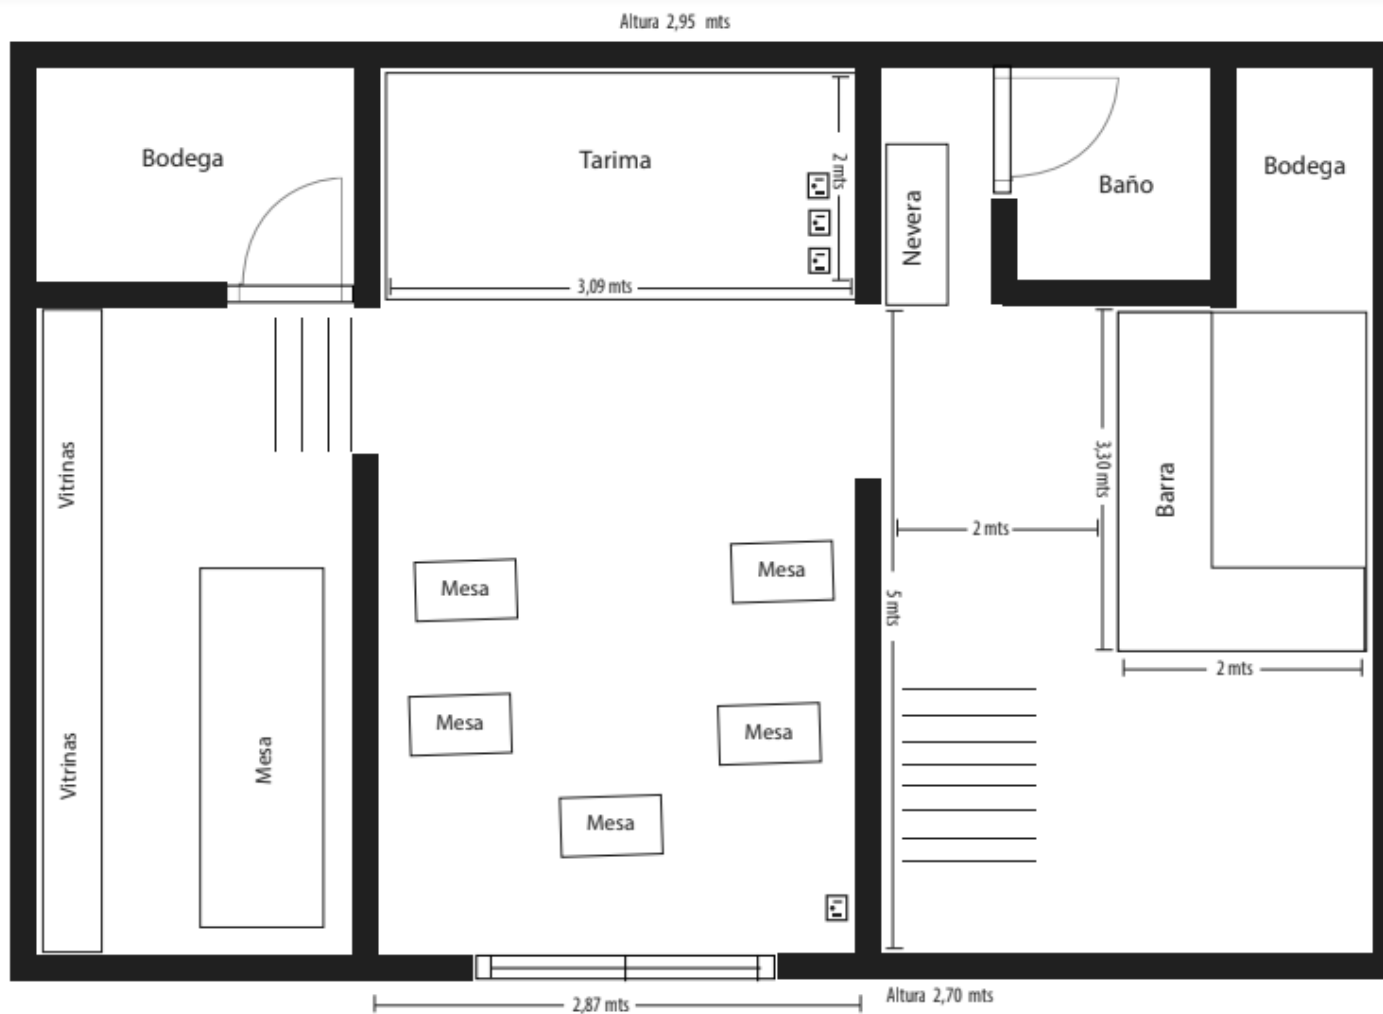 Altura 2,95 mts
Bodega
Tarima
2 mts
Baño
Bodega
Nevera
3,09 mts
Vitrinas
3,30 mts
Barra
2 mts
Mesa
Mesa
5 mts
2 mts
Mesa
Mesa
Vitrinas
Mesa
Mesa
Altura 2,70 mts
2,87 mts